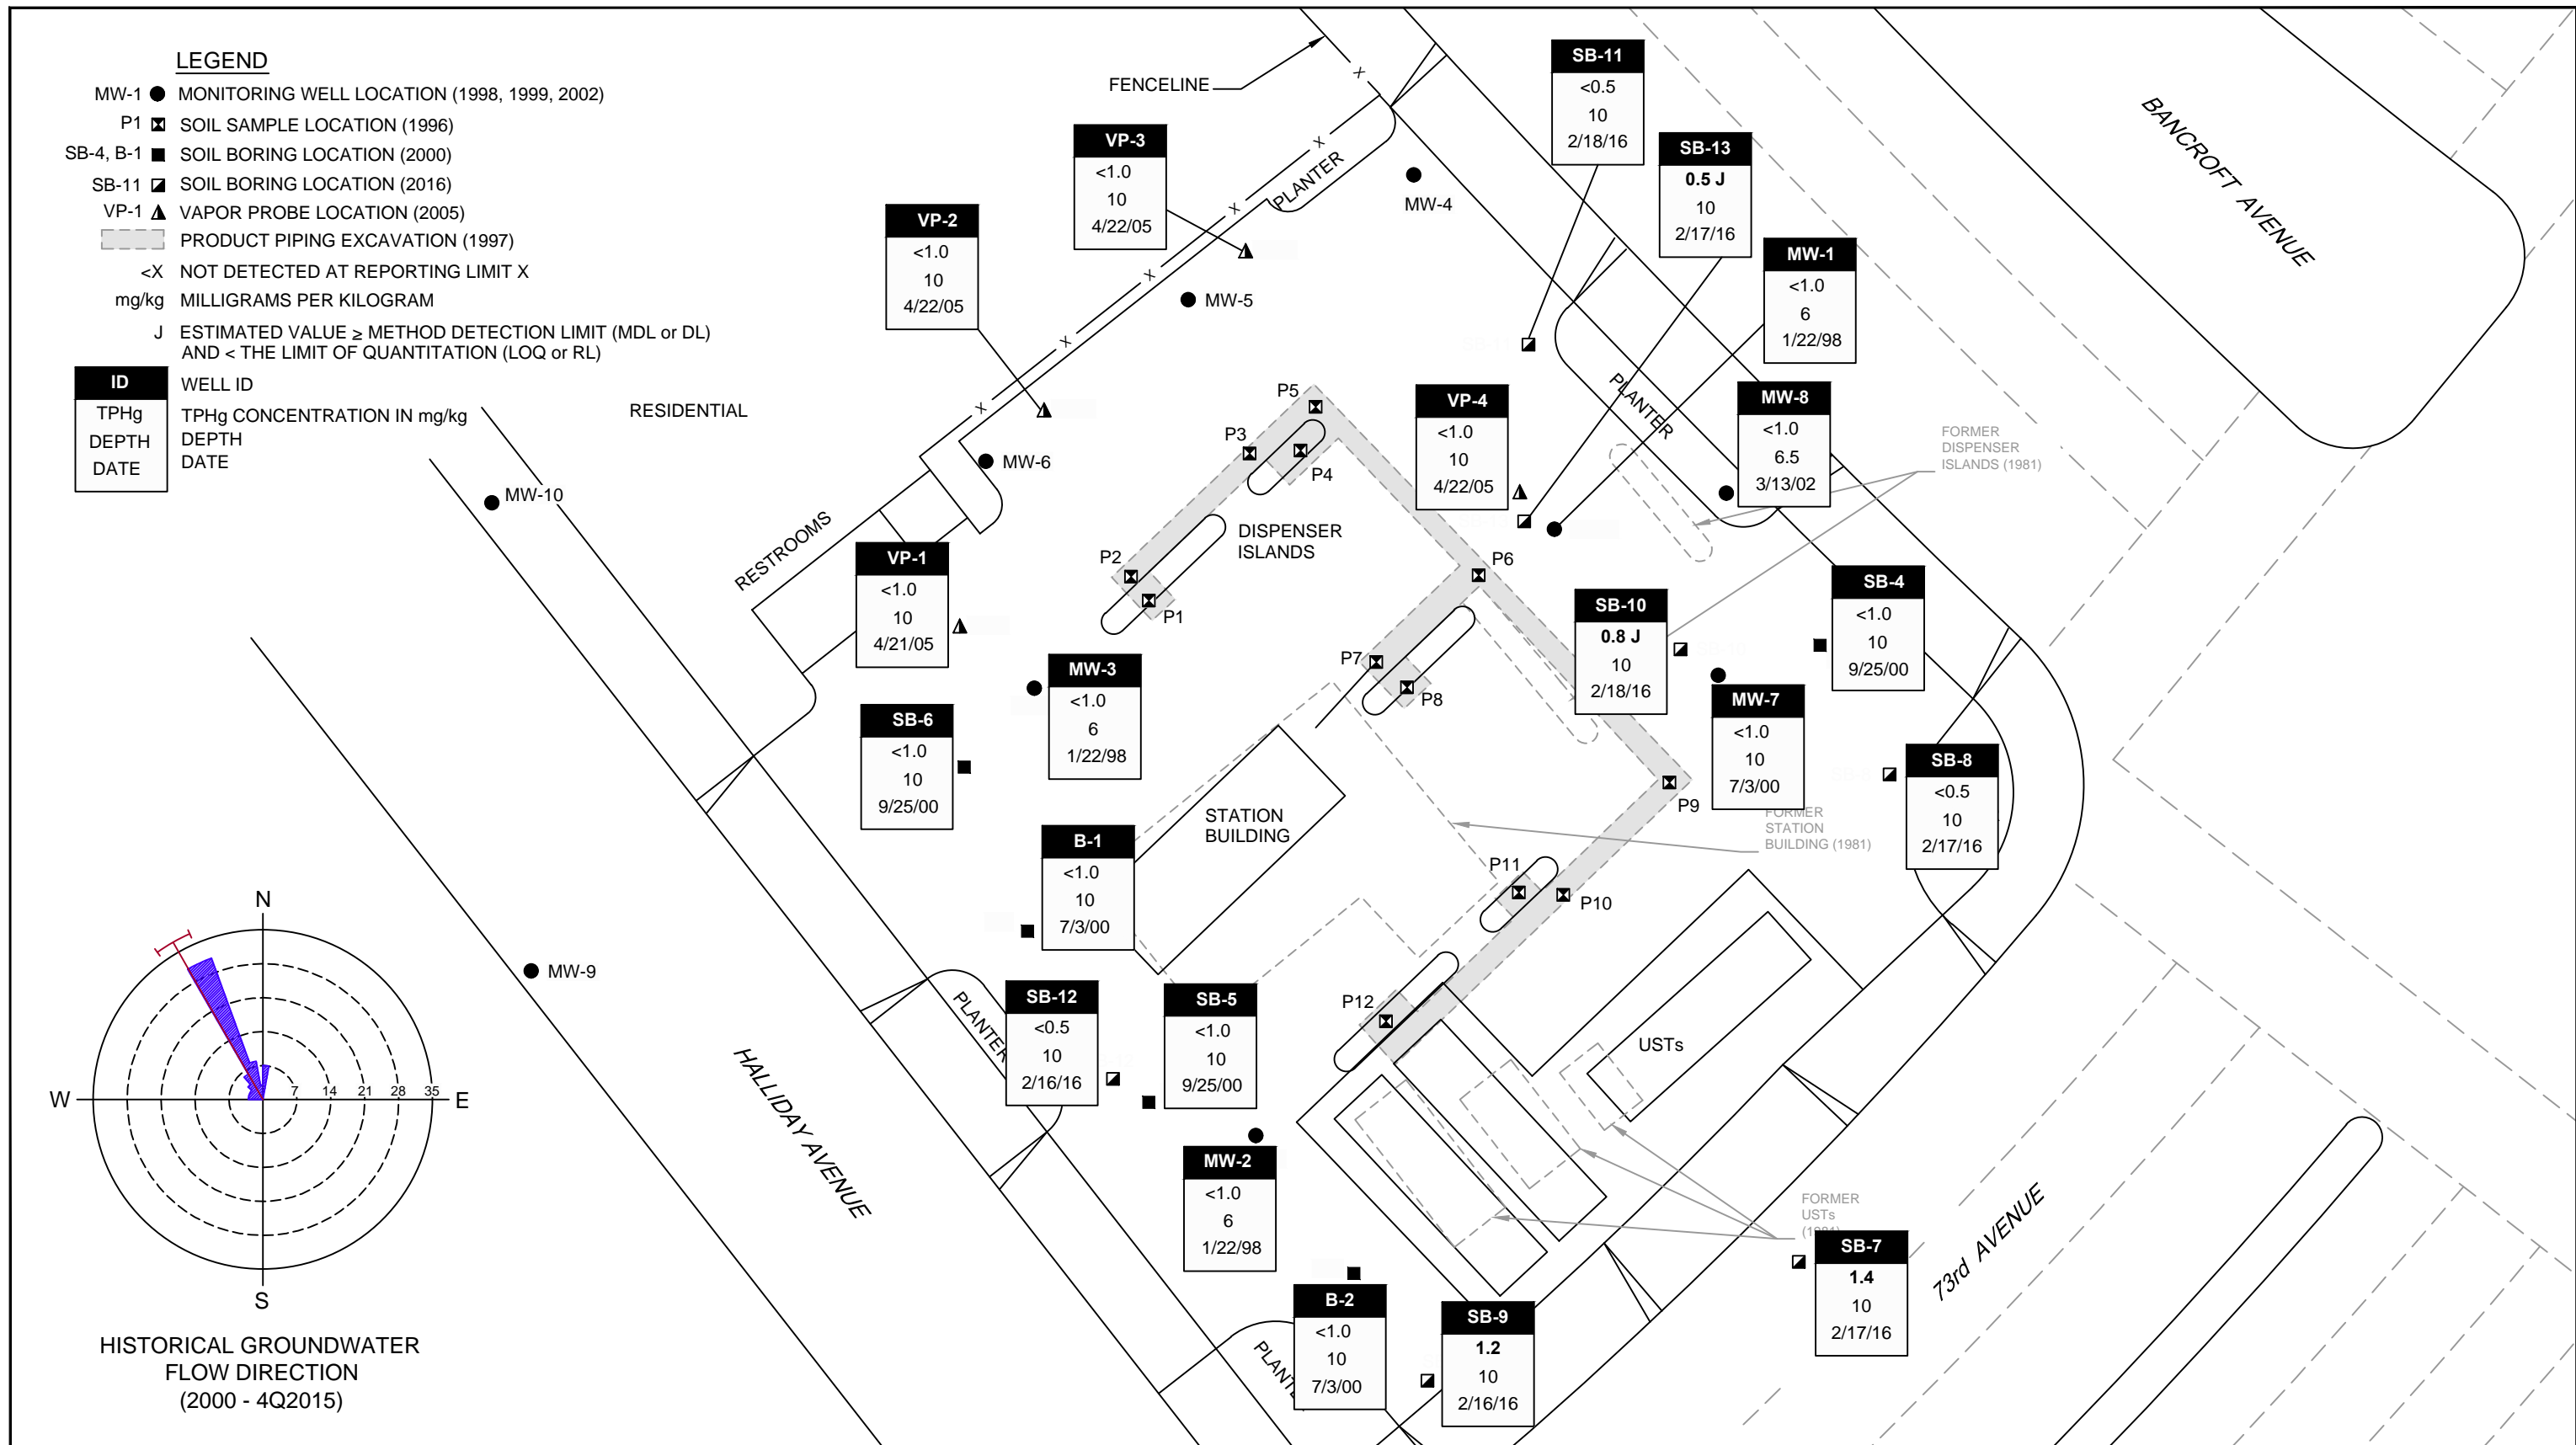 LEGEND
MW-1 MONITORING WELL LOCATION (1998, 1999, 2002)
P1 SOIL SAMPLE LOCATION (1996)
SB-4, B-1 SOIL BORING LOCATION (2000)
SB-11 SOIL BORING LOCATION (2016)
VP-1 VAPOR PROBE LOCATION (2005)
PRODUCT PIPING EXCAVATION (1997)
<X NOT DETECTED AT REPORTING LIMIT X
mg/kg MILLIGRAMS PER KILOGRAM
J ESTIMATED VALUE ≥ METHOD DETECTION LIMIT (MDL or DL)
AND < THE LIMIT OF QUANTITATION (LOQ or RL)
ID WELL ID
TPHg TPHg CONCENTRATION IN mg/kg
DEPTH DEPTH
DATE DATE
FENCELINE
X
X
X
X
X
X
PLANTER
RESIDENTIAL
RESTROOMS
VP-3
<1.0
10
4/22/05
VP-2
<1.0
10
4/22/05
SB-11
<0.5
10
2/18/16
SB-13
0.5 J
10
2/17/16
MW-1
<1.0
6
1/22/98
MW-8
<1.0
6.5
3/13/02
VP-4
<1.0
10
4/22/05
MW-4
MW-5
MW-6
MW-10
MW-9
BANCROFT AVENUE
PLANTER
FORMER
DISPENSER
ISLANDS (1981)
P5
P3
P4
P2
P1
P6
P7
P8
P9
P10
P11
P12
DISPENSER
ISLANDS
VP-1
<1.0
10
4/21/05
MW-3
<1.0
6
1/22/98
SB-6
<1.0
10
9/25/00
SB-10
0.8 J
10
2/18/16
SB-4
<1.0
10
9/25/00
MW-7
<1.0
10
7/3/00
SB-8
<0.5
10
2/17/16
FORMER
STATION
BUILDING (1981)
STATION
BUILDING
B-1
<1.0
10
7/3/00
SB-12
<0.5
10
2/16/16
SB-5
<1.0
10
9/25/00
MW-2
<1.0
6
1/22/98
B-2
<1.0
10
7/3/00
SB-9
1.2
10
2/16/16
SB-7
1.4
10
2/17/16
USTs
FORMER
USTs
(1981)
PLANTER
HALLIDAY AVENUE
73rd AVENUE
N
W
E
S
7 14 21 28 35
HISTORICAL GROUNDWATER
FLOW DIRECTION
(2000 - 4Q2015)